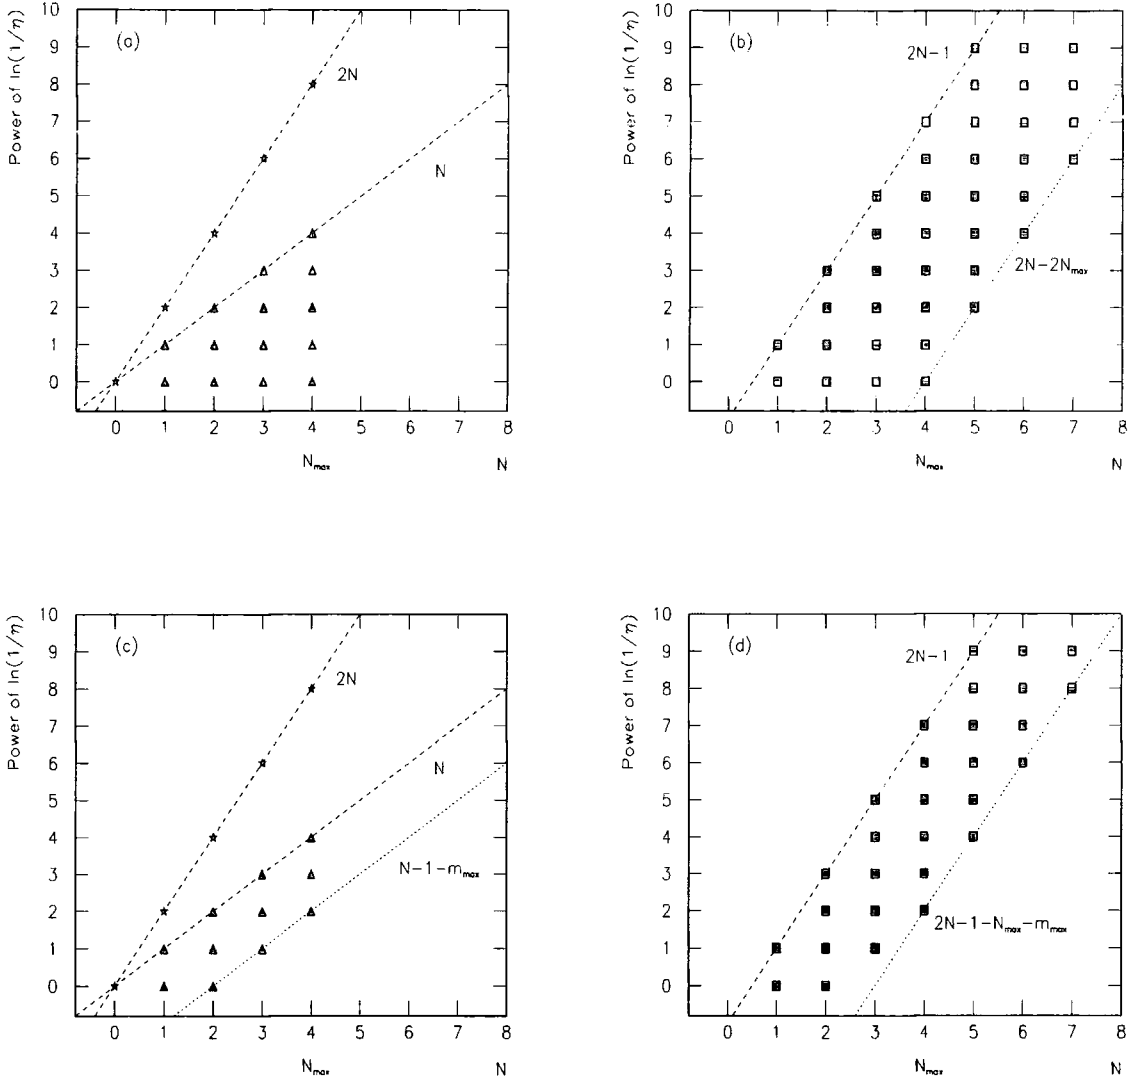 (a)
Power of ln(1/η)
10
9
8
7
6
5
4
3
2
1
0
2N
N
0 1 2 3 4 5 6 7 8
N_max N
(b)
Power of ln(1/η)
10
9
8
7
6
5
4
3
2
1
0
2N−1
2N−2N_max
0 1 2 3 4 5 6 7 8
N_max N
(c)
Power of ln(1/η)
10
9
8
7
6
5
4
3
2
1
0
2N
N
N−1−m_max
0 1 2 3 4 5 6 7 8
N_max N
(d)
Power of ln(1/η)
10
9
8
7
6
5
4
3
2
1
0
2N−1
2N−1−N_max−m_max
0 1 2 3 4 5 6 7 8
N_max N